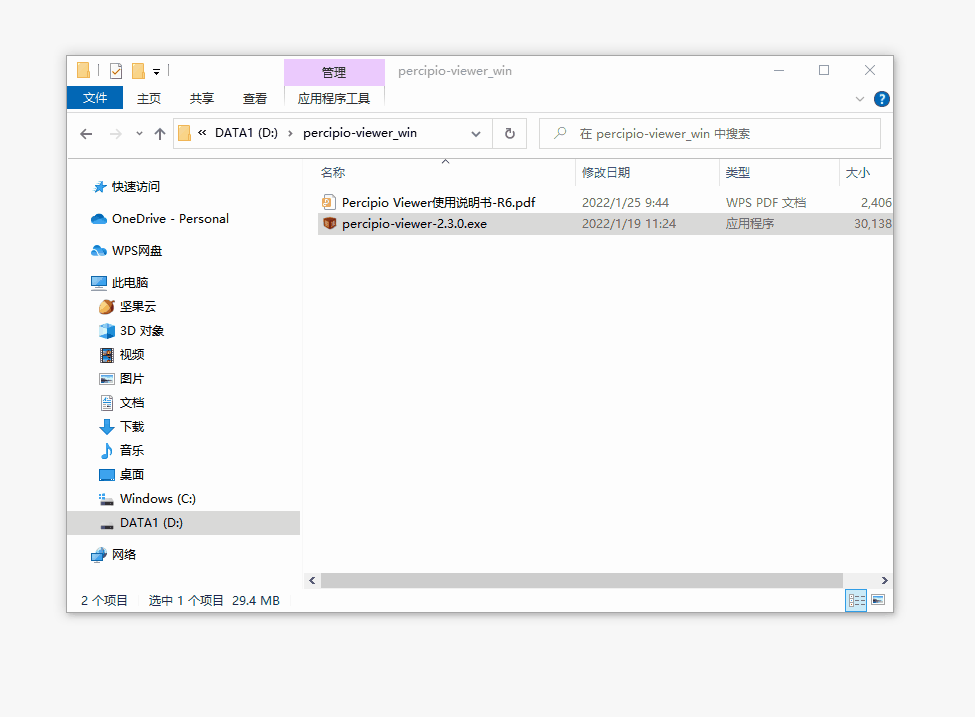 管理
percipio-viewer_win
文件
主页
共享
查看
应用程序工具
?
« DATA1 (D:) › percipio-viewer_win
在 percipio-viewer_win 中搜索
名称
修改日期
类型
大小
Percipio Viewer使用说明书-R6.pdf
2022/1/25 9:44
WPS PDF 文档
2,406
percipio-viewer-2.3.0.exe
2022/1/19 11:24
应用程序
30,138
快速访问
OneDrive - Personal
WPS网盘
此电脑
坚果云
3D 对象
视频
图片
文档
下载
音乐
桌面
Windows (C:)
DATA1 (D:)
网络
2 个项目
选中 1 个项目
29.4 MB